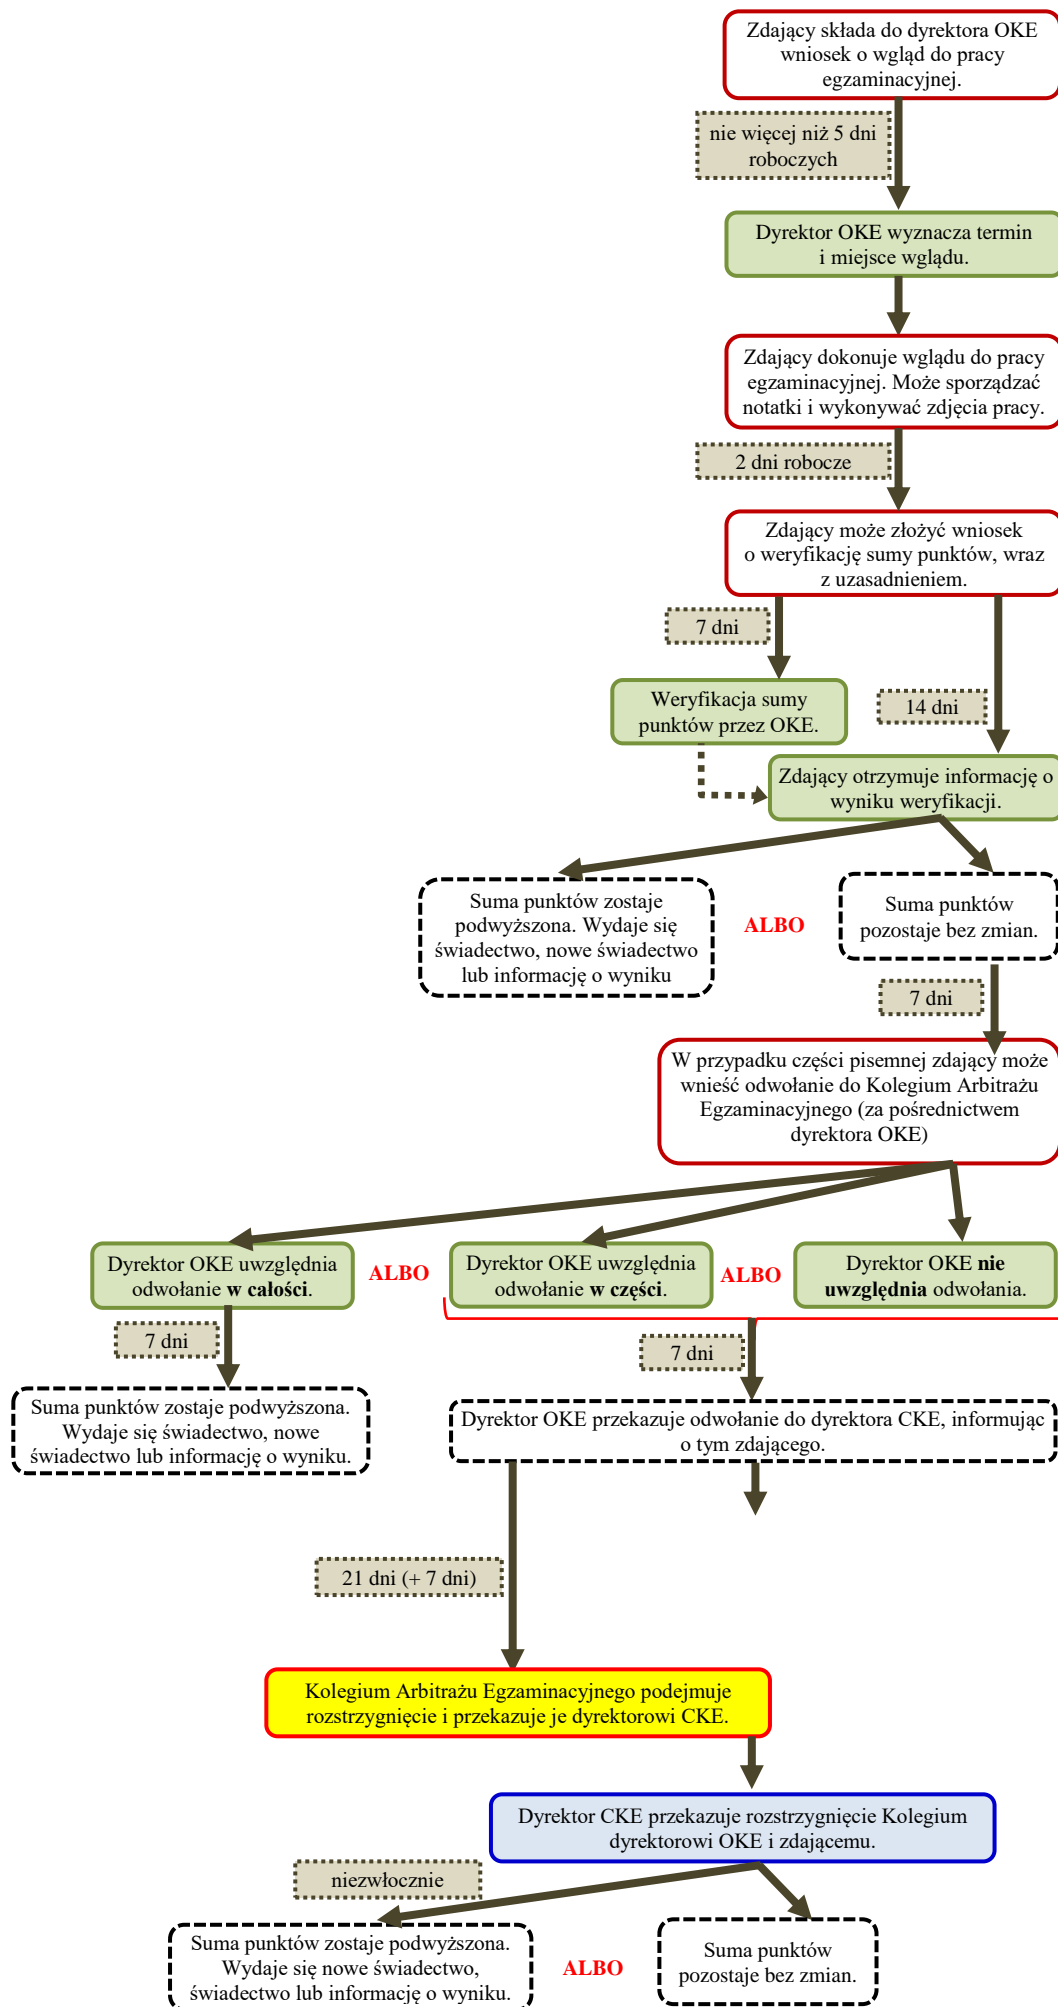 Zdający składa do dyrektora OKE
wniosek o wgląd do pracy
egzaminacyjnej.
nie więcej niż 5 dni
roboczych
Dyrektor OKE wyznacza termin
i miejsce wglądu.
Zdający dokonuje wglądu do pracy
egzaminacyjnej. Może sporządzać
notatki i wykonywać zdjęcia pracy.
2 dni robocze
Zdający może złożyć wniosek
o weryfikację sumy punktów, wraz
z uzasadnieniem.
7 dni
Weryfikacja sumy
punktów przez OKE.
14 dni
Zdający otrzymuje informację o
wyniku weryfikacji.
Suma punktów zostaje
podwyższona. Wydaje się
świadectwo, nowe świadectwo
lub informację o wyniku
ALBO
Suma punktów
pozostaje bez zmian.
7 dni
W przypadku części pisemnej zdający może
wnieść odwołanie do Kolegium Arbitrażu
Egzaminacyjnego (za pośrednictwem
dyrektora OKE)
Dyrektor OKE uwzględnia
odwołanie w całości.
ALBO
Dyrektor OKE uwzględnia
odwołanie w części.
ALBO
Dyrektor OKE nie
uwzględnia odwołania.
7 dni
7 dni
Suma punktów zostaje podwyższona.
Wydaje się świadectwo, nowe
świadectwo lub informację o wyniku.
Dyrektor OKE przekazuje odwołanie do dyrektora CKE, informując
o tym zdającego.
21 dni (+ 7 dni)
Kolegium Arbitrażu Egzaminacyjnego podejmuje
rozstrzygnięcie i przekazuje je dyrektorowi CKE.
Dyrektor CKE przekazuje rozstrzygnięcie Kolegium
dyrektorowi OKE i zdającemu.
niezwłocznie
Suma punktów zostaje podwyższona.
Wydaje się nowe świadectwo,
świadectwo lub informację o wyniku.
ALBO
Suma punktów
pozostaje bez zmian.